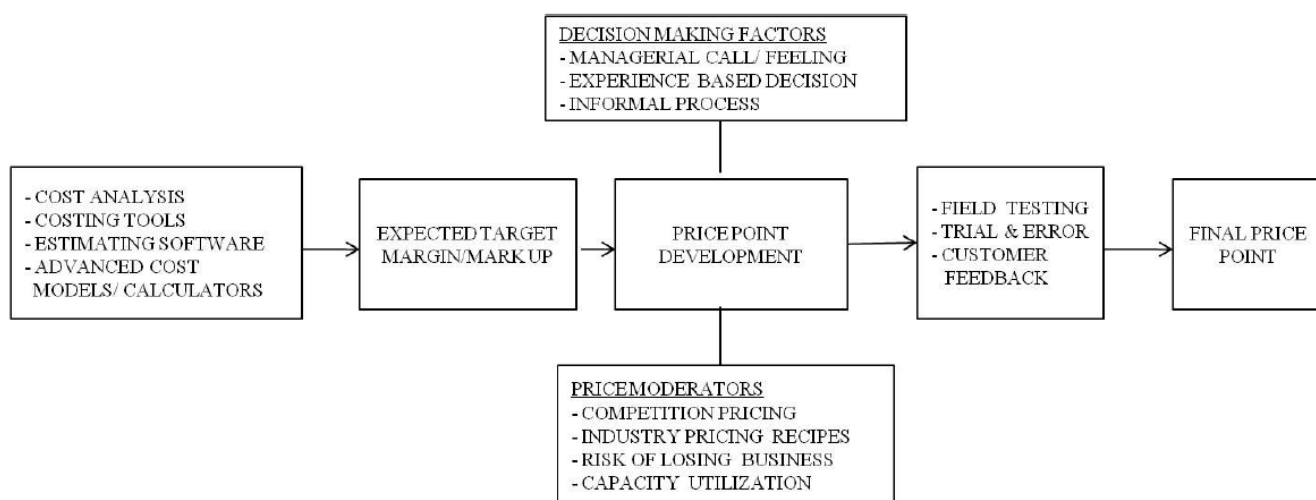 DECISION MAKING FACTORS
- MANAGERIAL CALL/ FEELING
- EXPERIENCE BASED DECISION
- INFORMAL PROCESS
- COST ANALYSIS
- COSTING TOOLS
- ESTIMATING SOFTWARE
- ADVANCED COST
MODELS/ CALCULATORS
EXPECTED TARGET
MARGIN/MARK UP
PRICE POINT
DEVELOPMENT
- FIELD TESTING
- TRIAL & ERROR
- CUSTOMER
FEEDBACK
FINAL PRICE
POINT
PRICE MODERATORS
- COMPETITION PRICING
- INDUSTRY PRICING RECIPES
- RISK OF LOSING BUSINESS
- CAPACITY UTILIZATION